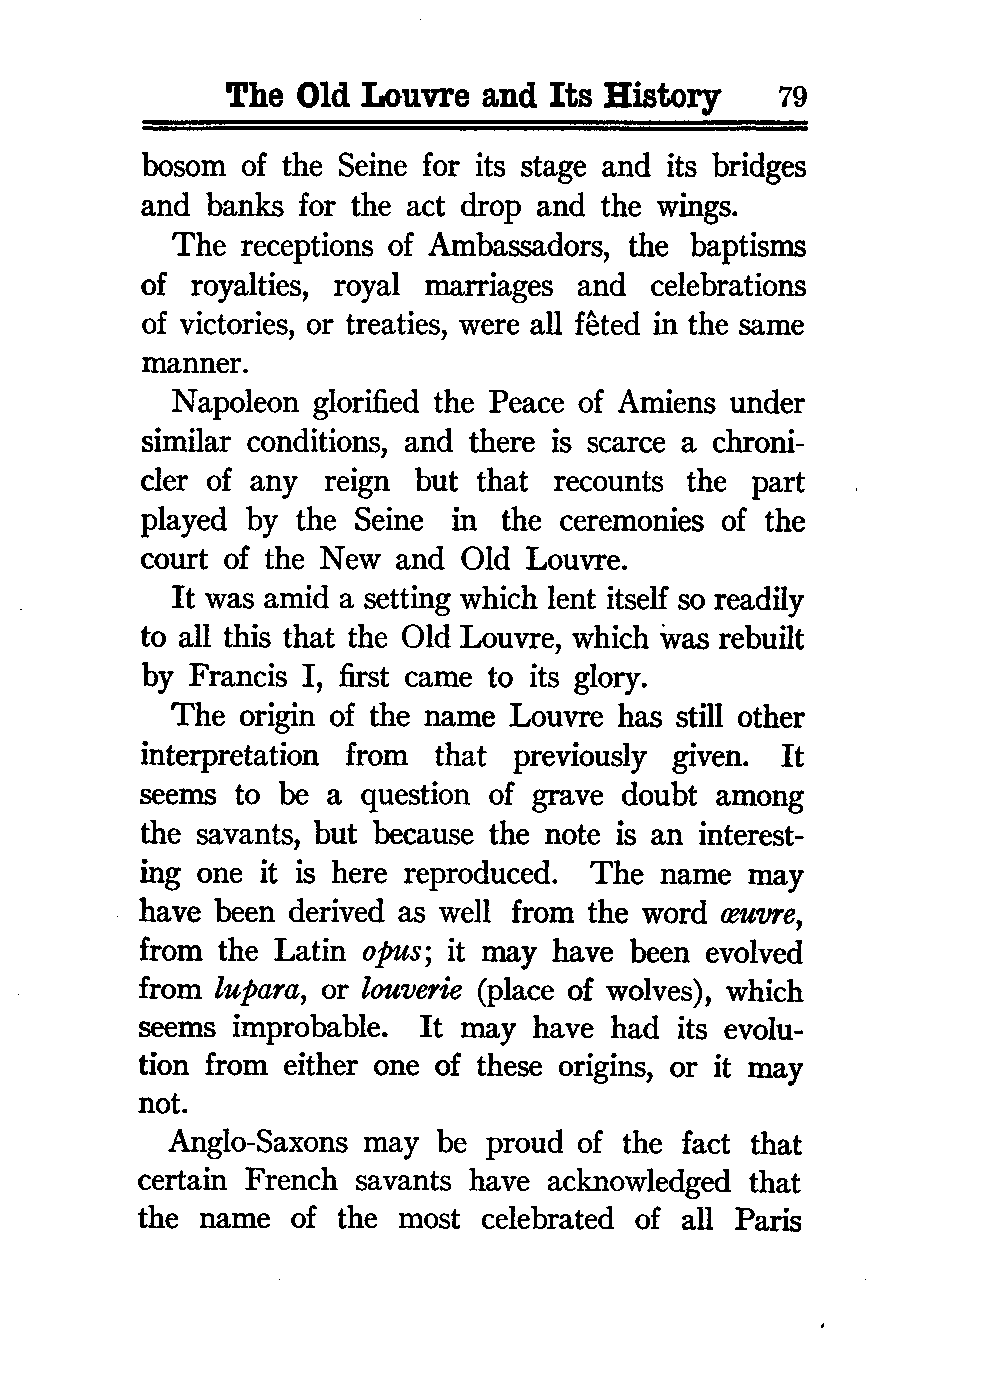 The Old Louvre and Its History 79
bosom of the Seine for its stage and its bridges
and banks for the act drop and the wings.
The receptions of Ambassadors, the baptisms
of royalties, royal marriages and celebrations
of victories, or treaties, were all fêted in the same
manner.
Napoleon glorified the Peace of Amiens under
similar conditions, and there is scarce a chroni-
cler of any reign but that recounts the part
played by the Seine in the ceremonies of the
court of the New and Old Louvre.
It was amid a setting which lent itself so readily
to all this that the Old Louvre, which was rebuilt
by Francis I, first came to its glory.
The origin of the name Louvre has still other
interpretation from that previously given. It
seems to be a question of grave doubt among
the savants, but because the note is an interest-
ing one it is here reproduced. The name may
have been derived as well from the word œuvre,
from the Latin opus; it may have been evolved
from lupara, or louverie (place of wolves), which
seems improbable. It may have had its evolu-
tion from either one of these origins, or it may
not.
Anglo-Saxons may be proud of the fact that
certain French savants have acknowledged that
the name of the most celebrated of all Paris